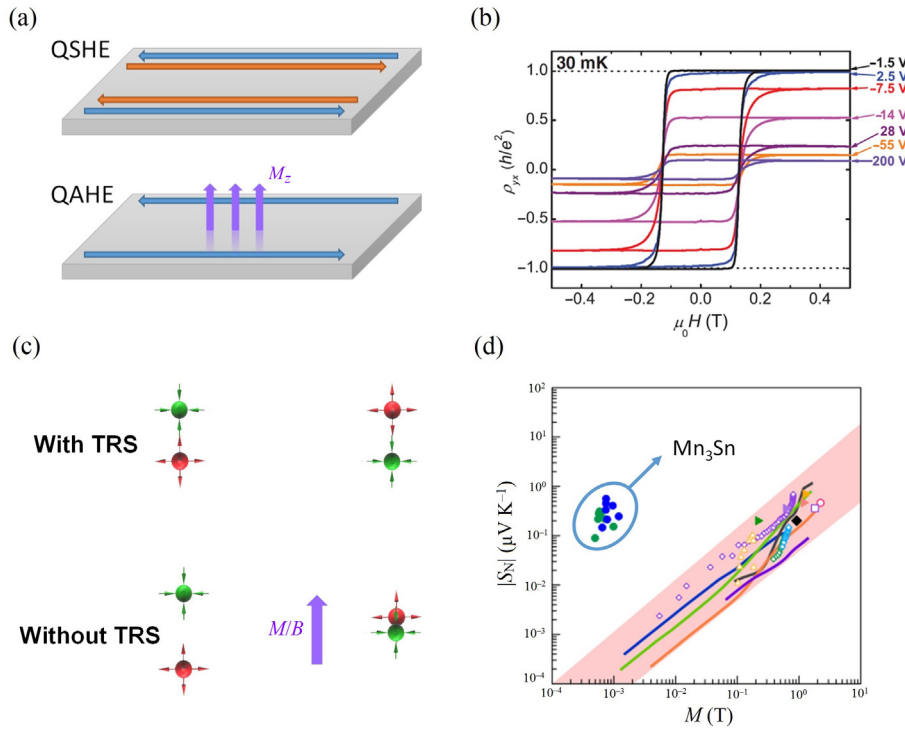 (a)
QSHE
QAHE
M_z
(b)
30 mK
ρ_yx (h/e²)
1.0
0.5
0.0
−0.5
−1.0
−0.4 −0.2 0.0 0.2 0.4
μ₀H (T)
−1.5 V
2.5 V
−7.5 V
−14 V
28 V
−55 V
200 V
(c)
With TRS
Without TRS
M/B
(d)
Mn₃Sn
|S_N| (μV K⁻¹)
10²
10¹
10⁰
10⁻¹
10⁻²
10⁻³
10⁻⁴
10⁻⁴ 10⁻³ 10⁻² 10⁻¹ 10⁰ 10¹
M (T)